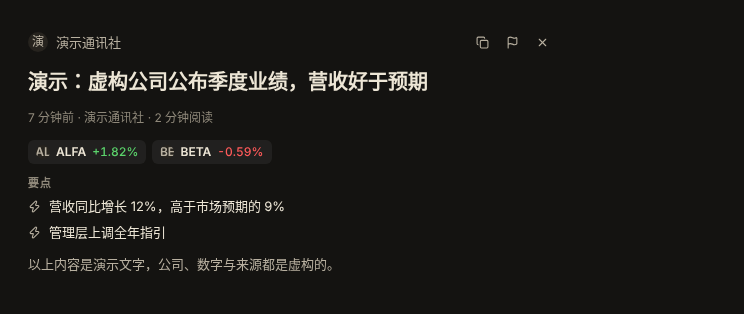 演 演示通讯社
演示：虚构公司公布季度业绩，营收好于预期
7 分钟前 · 演示通讯社 · 2 分钟阅读
AL ALFA +1.82% BE BETA -0.59%
要点
营收同比增长 12%，高于市场预期的 9%
管理层上调全年指引
以上内容是演示文字，公司、数字与来源都是虚构的。